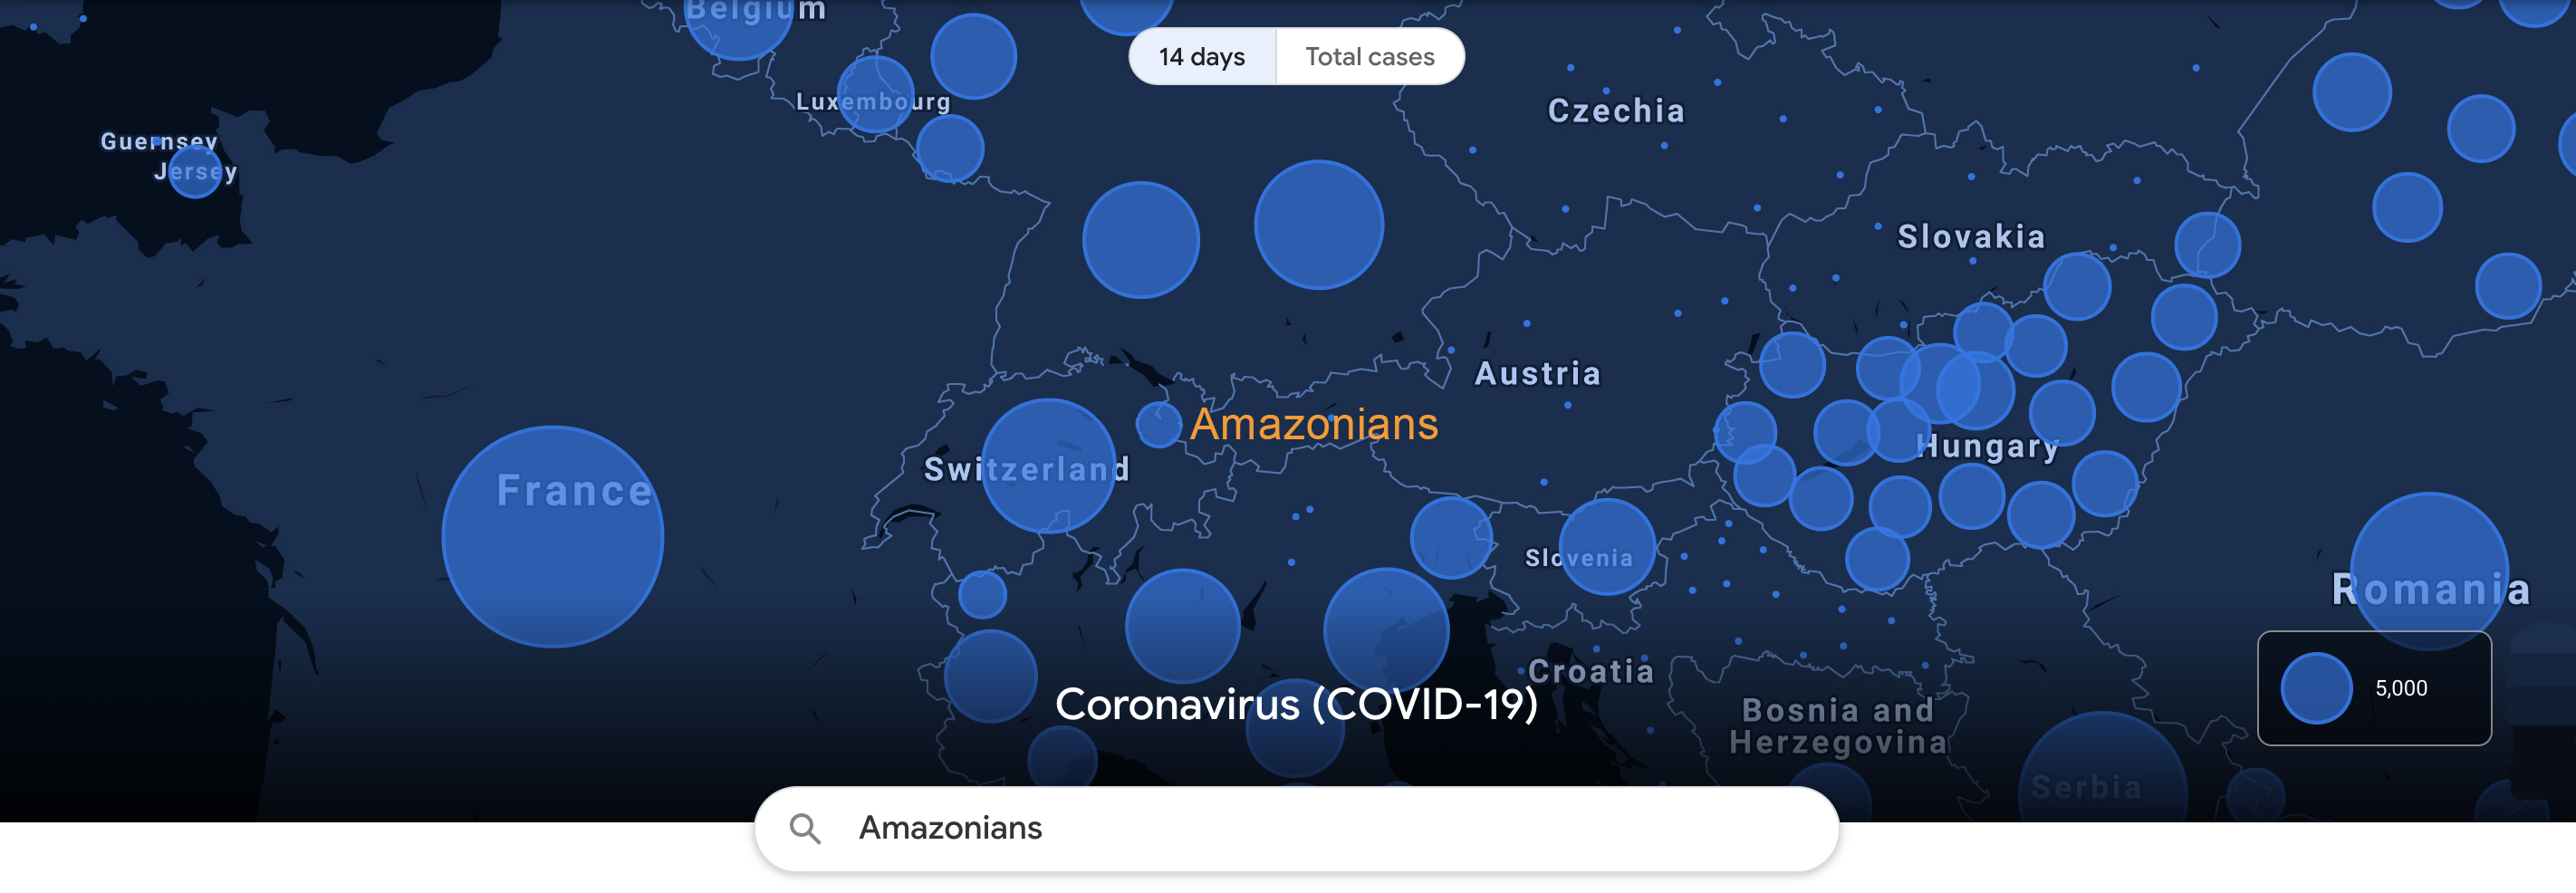 Belgium
14 days
Total cases
Luxembourg
Czechia
Guernsey
Jersey
Slovakia
Austria
Amazonians
Hungary
Switzerland
France
Slovenia
Romania
Croatia
5,000
Coronavirus (COVID-19)
Bosnia and
Herzegovina
Serbia
Amazonians